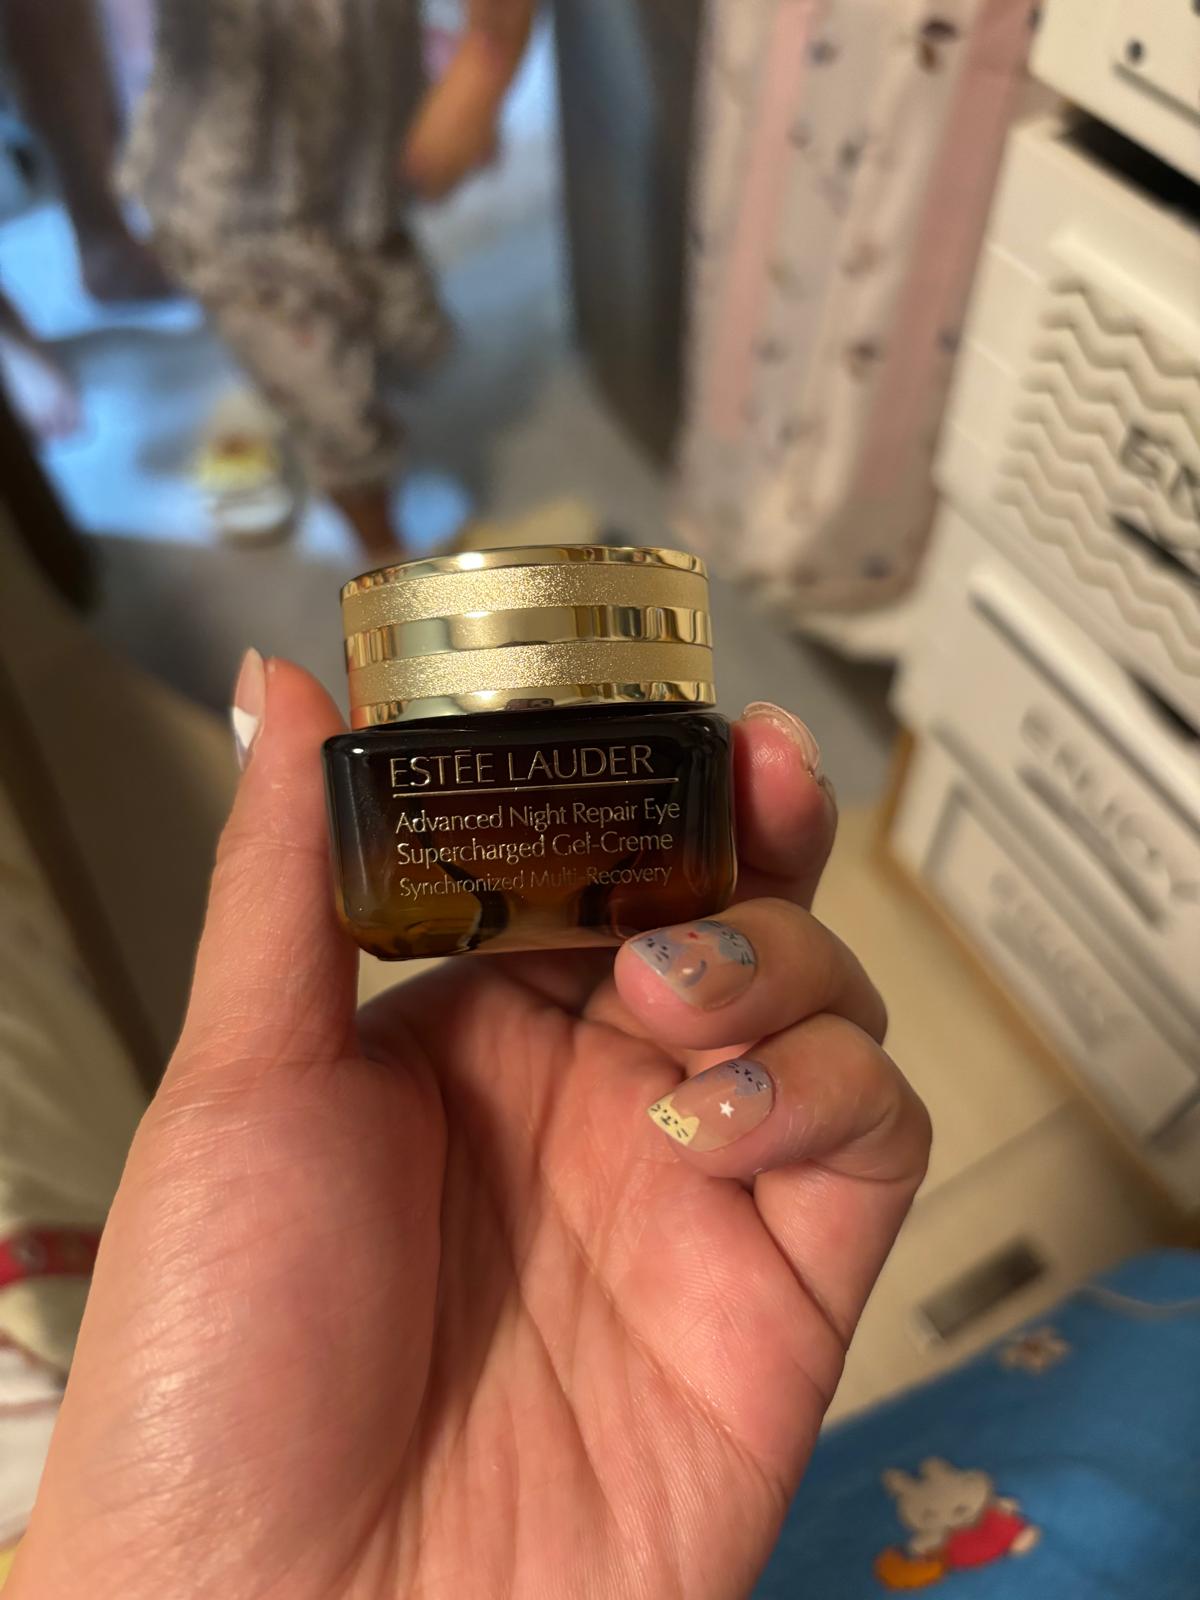 ESTĒE LAUDER
Advanced Night Repair Eye
Supercharged Gel-Creme
Synchronized Multi-Recovery